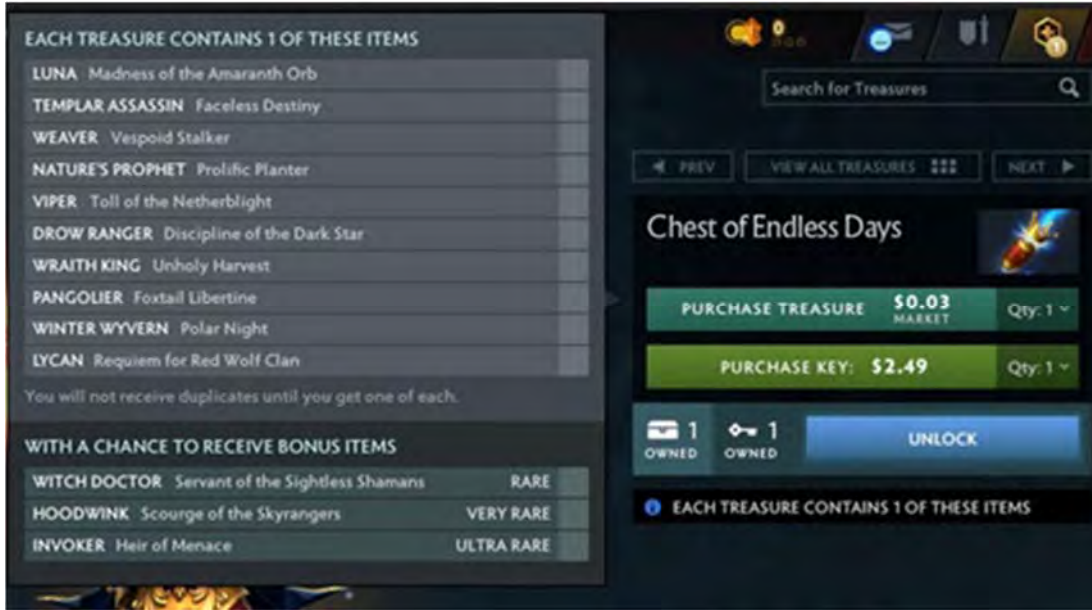 EACH TREASURE CONTAINS 1 OF THESE ITEMS
LUNA Madness of the Amaranth Orb
TEMPLAR ASSASSIN Faceless Destiny
WEAVER Vespoid Stalker
NATURE'S PROPHET Prolific Planter
VIPER Toll of the Netherblight
DROW RANGER Discipline of the Dark Star
WRAITH KING Unholy Harvest
PANGOLIER Foxtail Libertine
WINTER WYVERN Polar Night
LYCAN Requiem for Red Wolf Clan
You will not receive duplicates until you get one of each.
WITH A CHANCE TO RECEIVE BONUS ITEMS
WITCH DOCTOR Servant of the Sightless Shamans RARE
HOODWINK Scourge of the Skyrangers VERY RARE
INVOKER Heir of Menace ULTRA RARE
0
1
Search for Treasures
PREV VIEW ALL TREASURES NEXT
Chest of Endless Days
PURCHASE TREASURE $0.03 MARKET Qty: 1
PURCHASE KEY: $2.49 Qty: 1
1 OWNED 1 OWNED UNLOCK
EACH TREASURE CONTAINS 1 OF THESE ITEMS